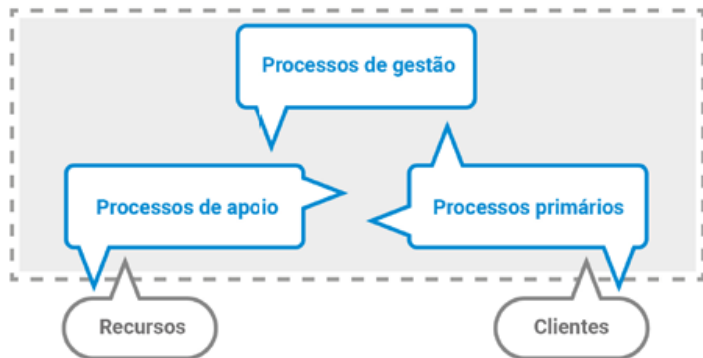 Processos de gestão
Processos de apoio
Processos primários
Recursos
Clientes